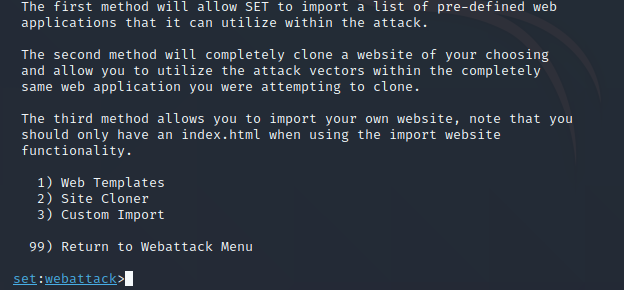 The first method will allow SET to import a list of pre-defined web
applications that it can utilize within the attack.
The second method will completely clone a website of your choosing
and allow you to utilize the attack vectors within the completely
same web application you were attempting to clone.
The third method allows you to import your own website, note that you
should only have an index.html when using the import website
functionality.
1) Web Templates
2) Site Cloner
3) Custom Import
99) Return to Webattack Menu
set:webattack>